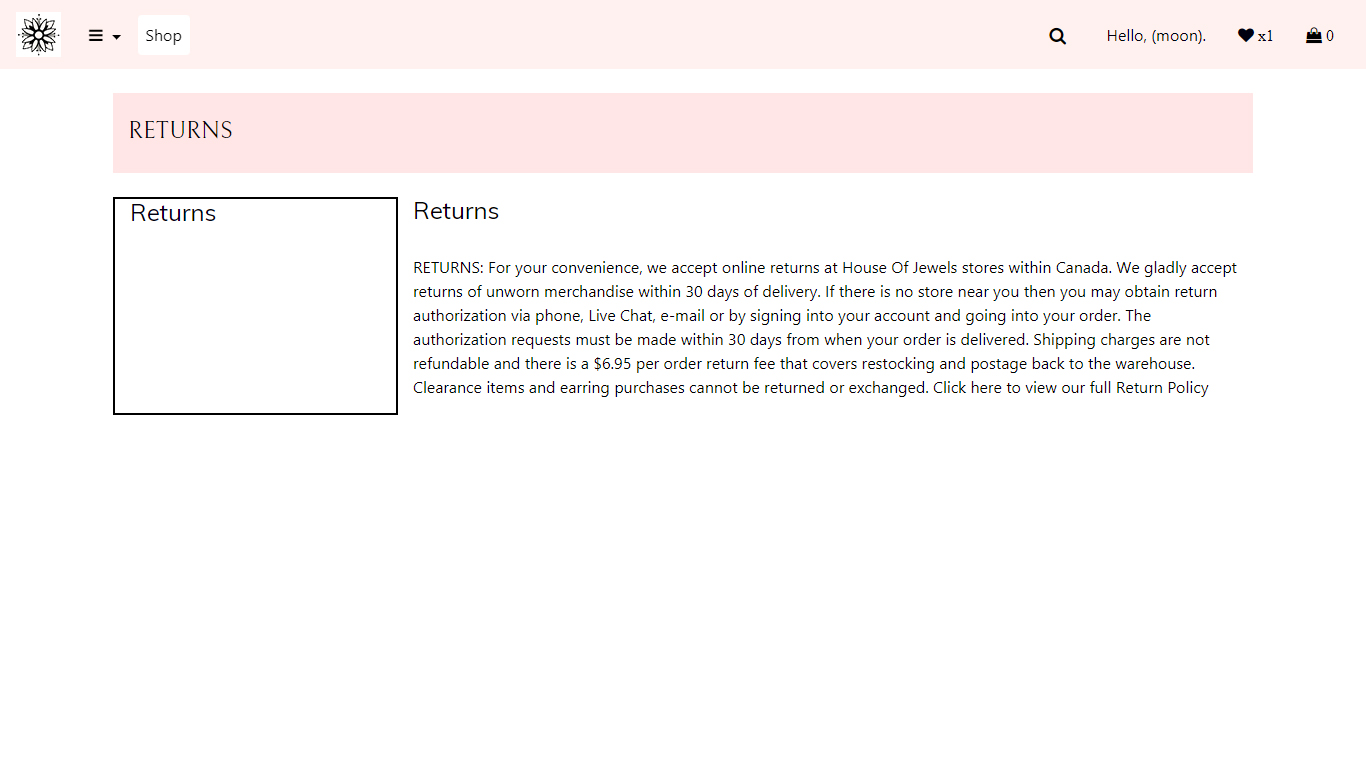 Shop
Hello, (moon).
x1
0
RETURNS
Returns
Returns
RETURNS: For your convenience, we accept online returns at House Of Jewels stores within Canada. We gladly accept
returns of unworn merchandise within 30 days of delivery. If there is no store near you then you may obtain return
authorization via phone, Live Chat, e-mail or by signing into your account and going into your order. The
authorization requests must be made within 30 days from when your order is delivered. Shipping charges are not
refundable and there is a $6.95 per order return fee that covers restocking and postage back to the warehouse.
Clearance items and earring purchases cannot be returned or exchanged. Click here to view our full Return Policy